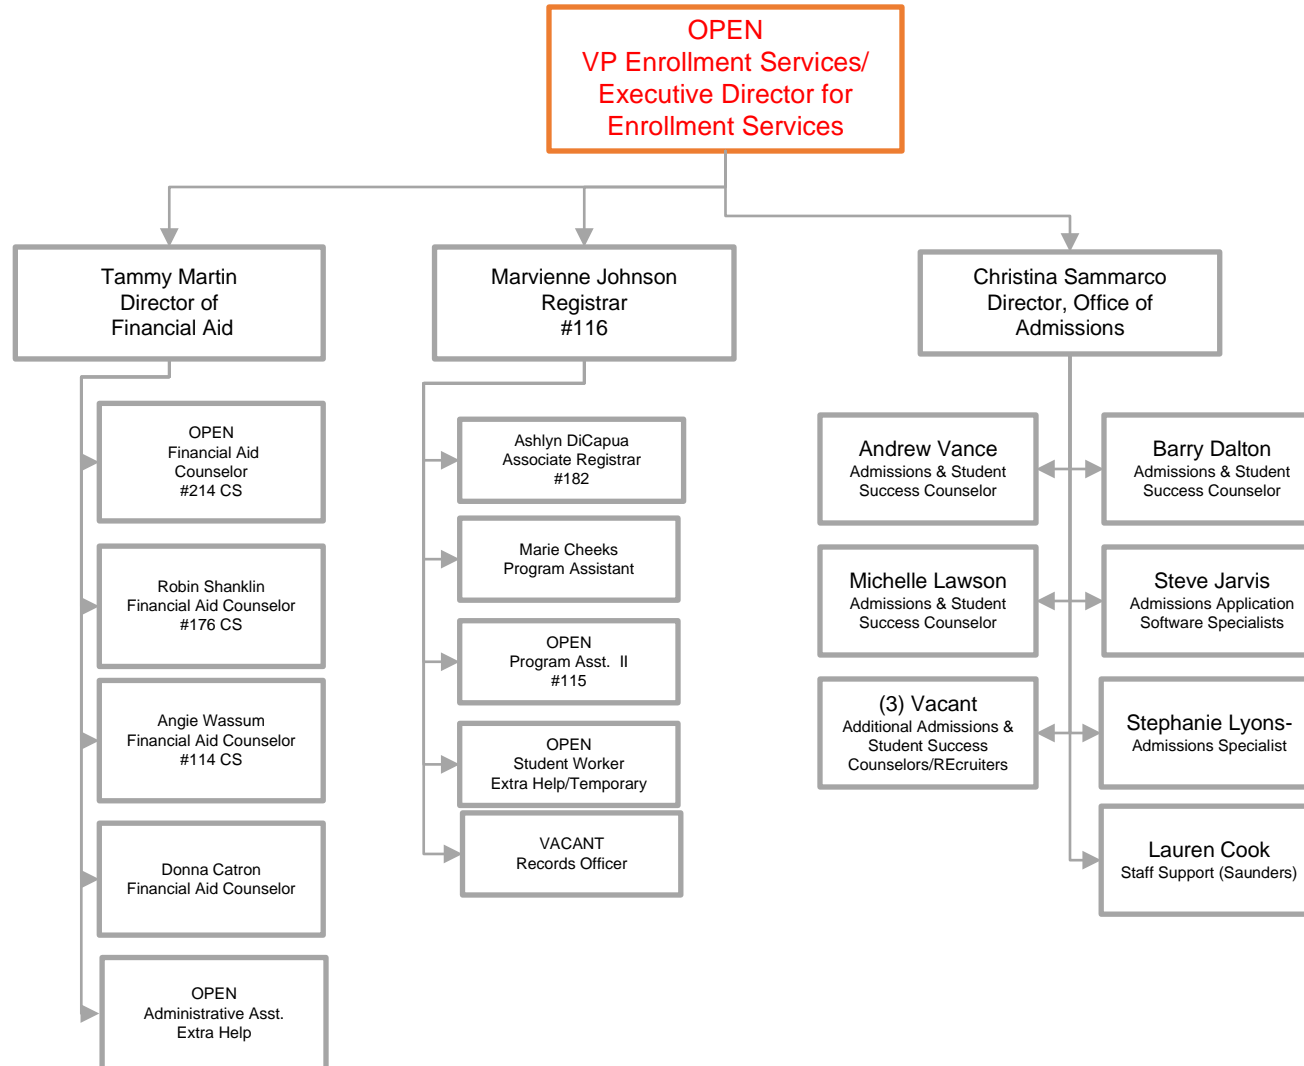 OPEN
VP Enrollment Services/
Executive Director for
Enrollment Services
Tammy Martin
Director of
Financial Aid
Marvienne Johnson
Registrar
#116
Christina Sammarco
Director, Office of
Admissions
OPEN
Financial Aid
Counselor
#214 CS
Robin Shanklin
Financial Aid Counselor
#176 CS
Angie Wassum
Financial Aid Counselor
#114 CS
Donna Catron
Financial Aid Counselor
OPEN
Administrative Asst.
Extra Help
Ashlyn DiCapua
Associate Registrar
#182
Marie Cheeks
Program Assistant
OPEN
Program Asst.  II
#115
OPEN
Student Worker
Extra Help/Temporary
VACANT
Records Officer
Andrew Vance
Admissions & Student
Success Counselor
Barry Dalton
Admissions & Student
Success Counselor
Michelle Lawson
Admissions & Student
Success Counselor
Steve Jarvis
Admissions Application
Software Specialists
(3) Vacant
Additional Admissions &
Student Success
Counselors/REcruiters
Stephanie Lyons-
Admissions Specialist
Lauren Cook
Staff Support (Saunders)